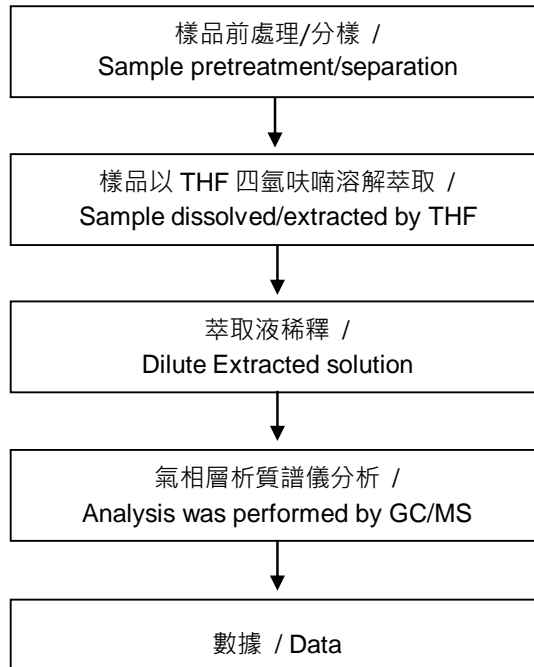 樣品前處理/分樣 /
Sample pretreatment/separation
樣品以 THF 四氫呋喃溶解萃取 /
Sample dissolved/extracted by THF
萃取液稀釋 /
Dilute Extracted solution
氣相層析質譜儀分析 /
Analysis was performed by GC/MS
數據 / Data